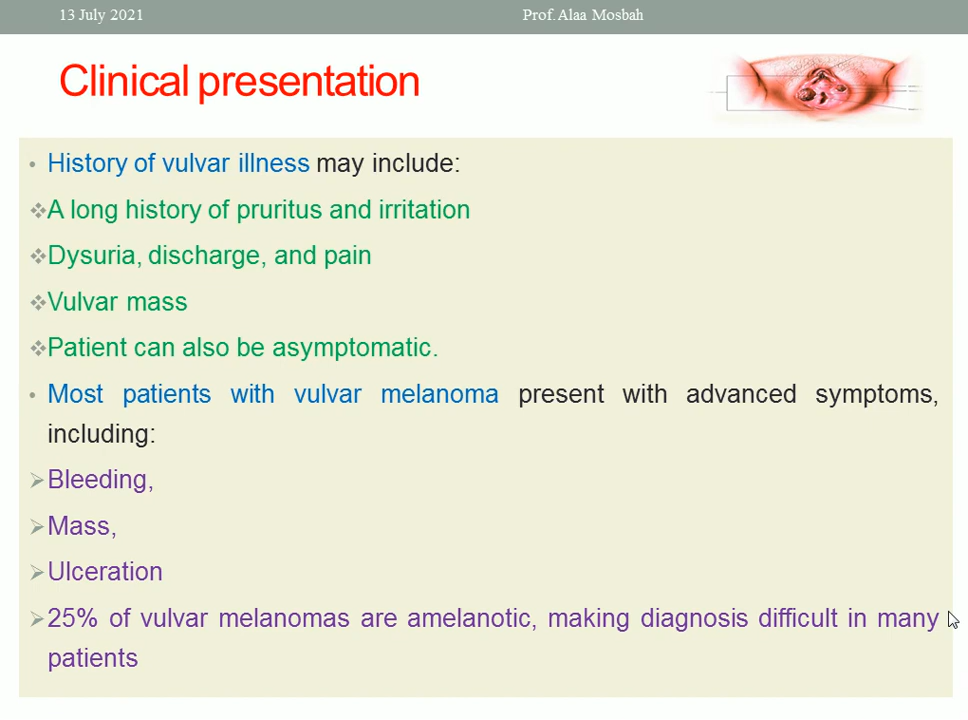 13 July 2021 Prof. Alaa Mosbah
Clinical presentation
• History of vulvar illness may include:
❖A long history of pruritus and irritation
❖Dysuria, discharge, and pain
❖Vulvar mass
❖Patient can also be asymptomatic.
• Most patients with vulvar melanoma present with advanced symptoms,
including:
➢Bleeding,
➢Mass,
➢Ulceration
➢25% of vulvar melanomas are amelanotic, making diagnosis difficult in many
patients